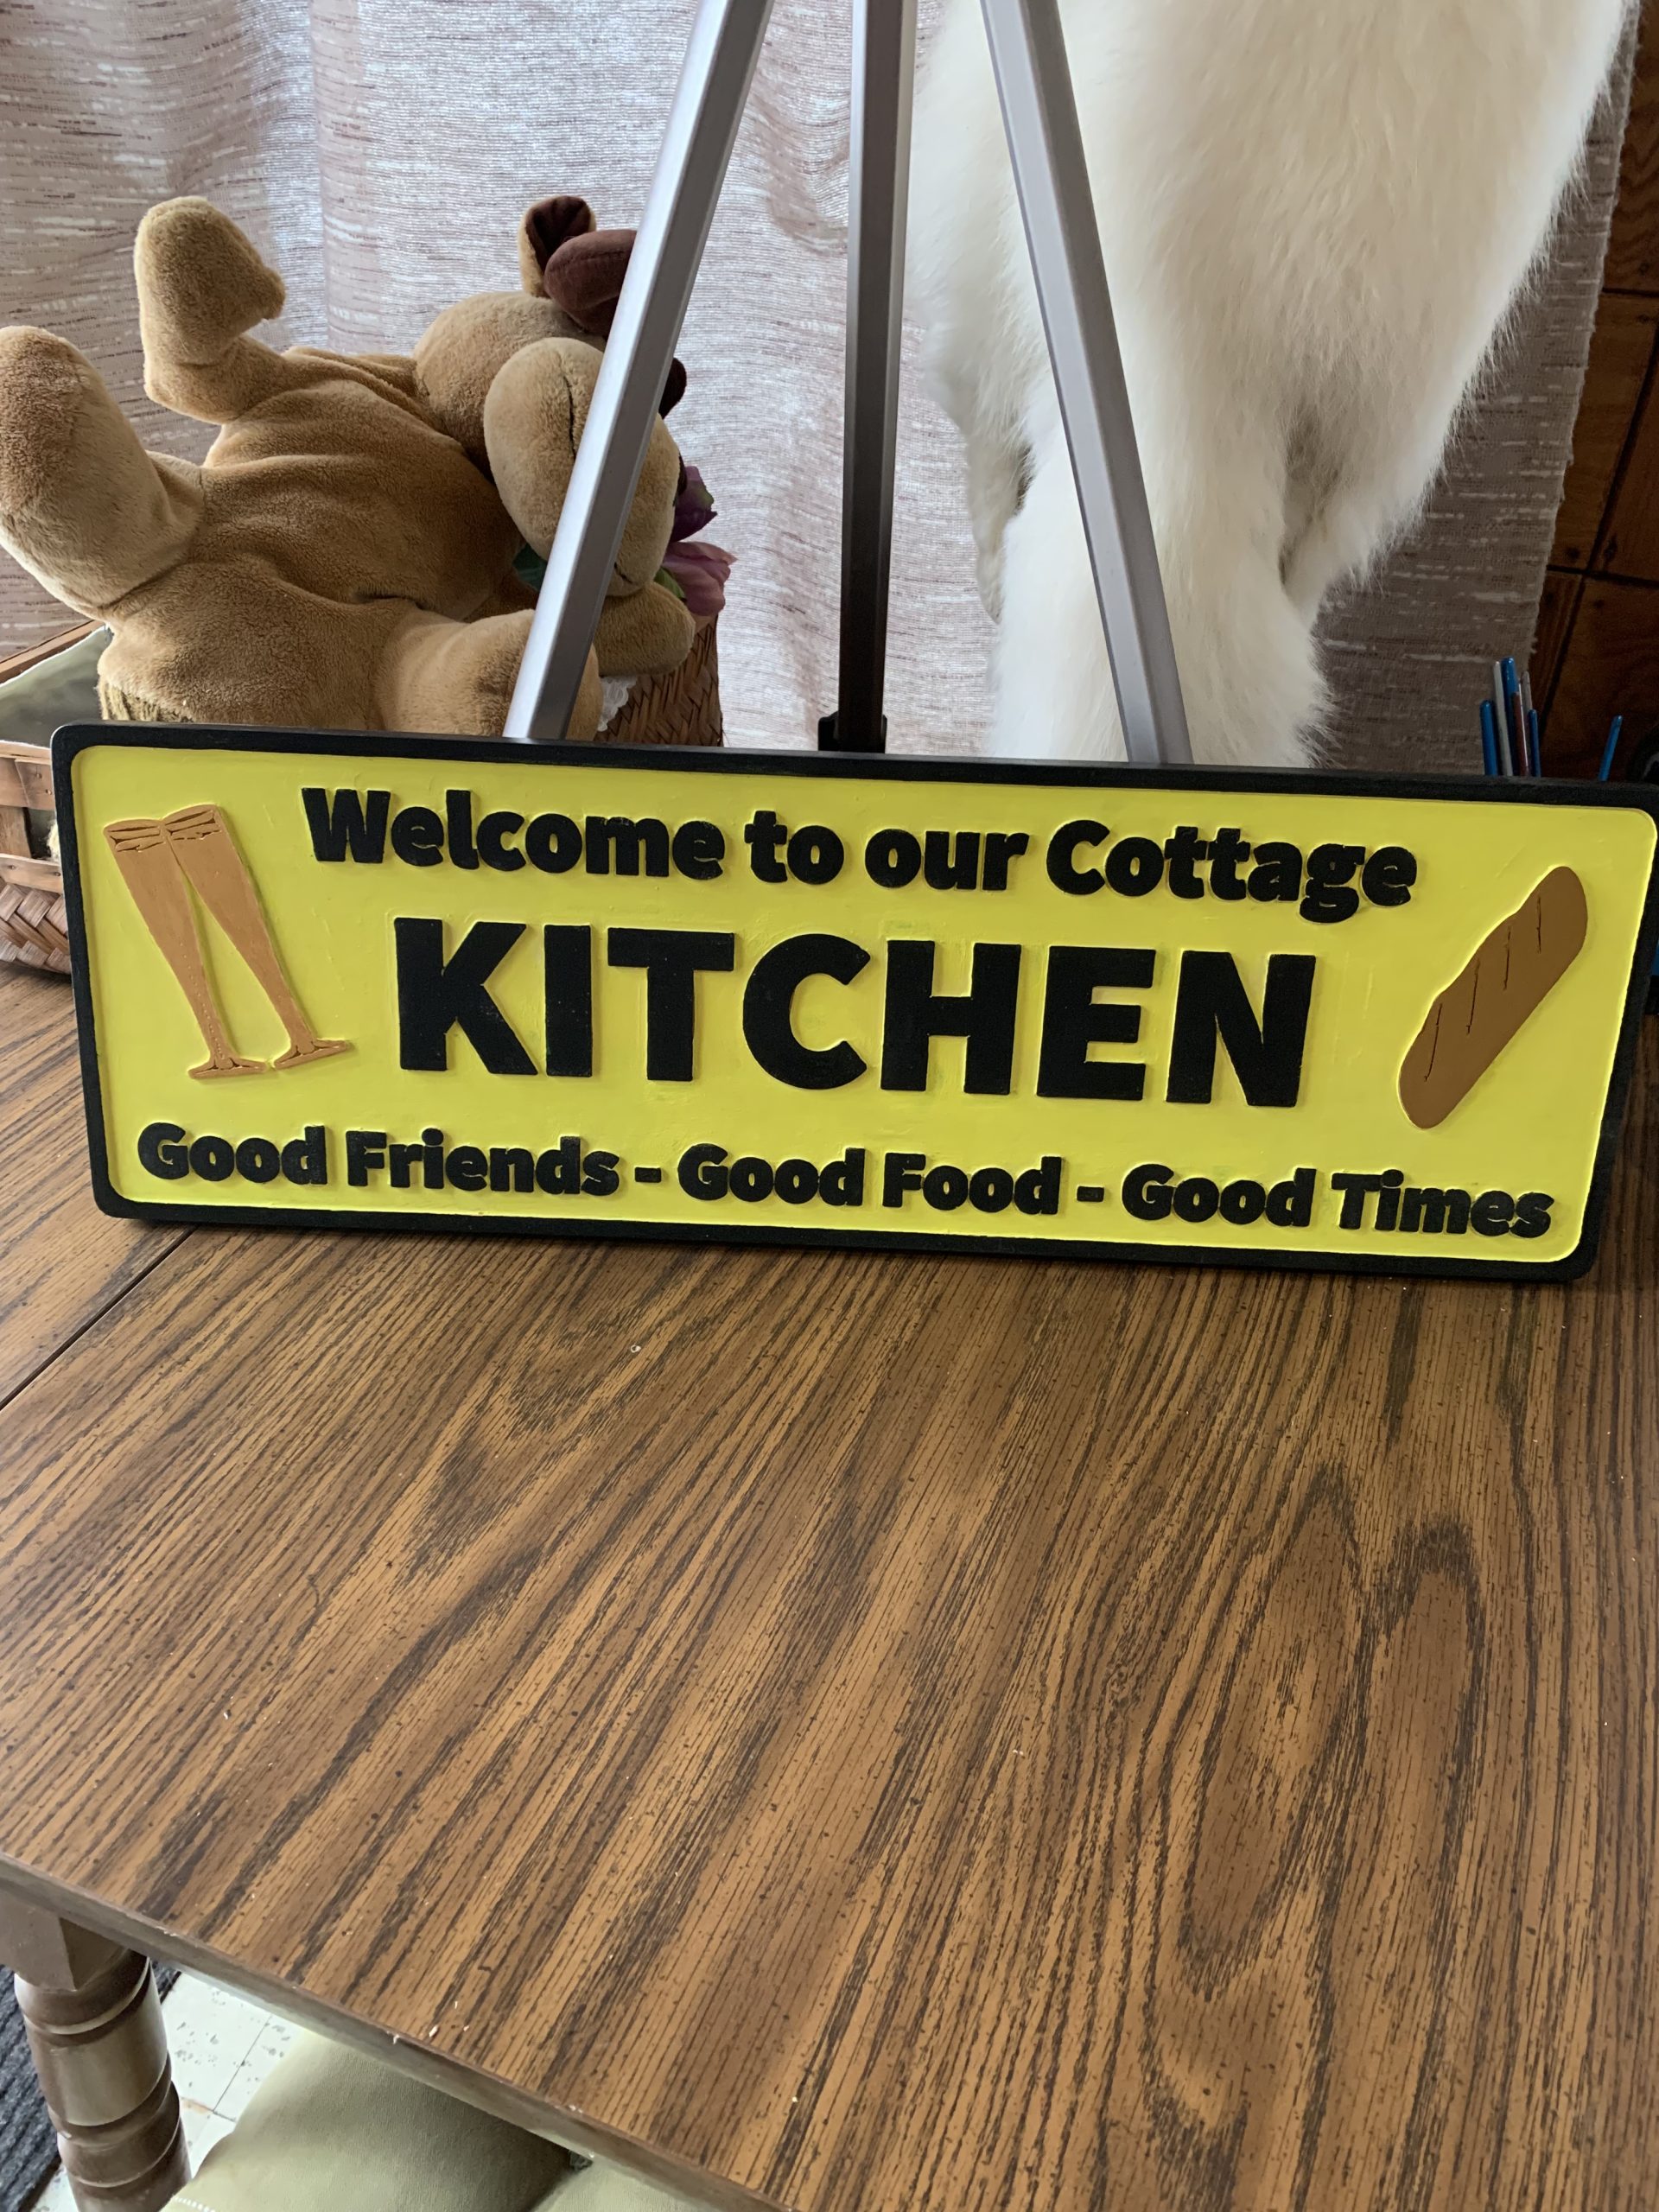 Welcome to our Cottage
KITCHEN
Good Friends - Good Food - Good Times